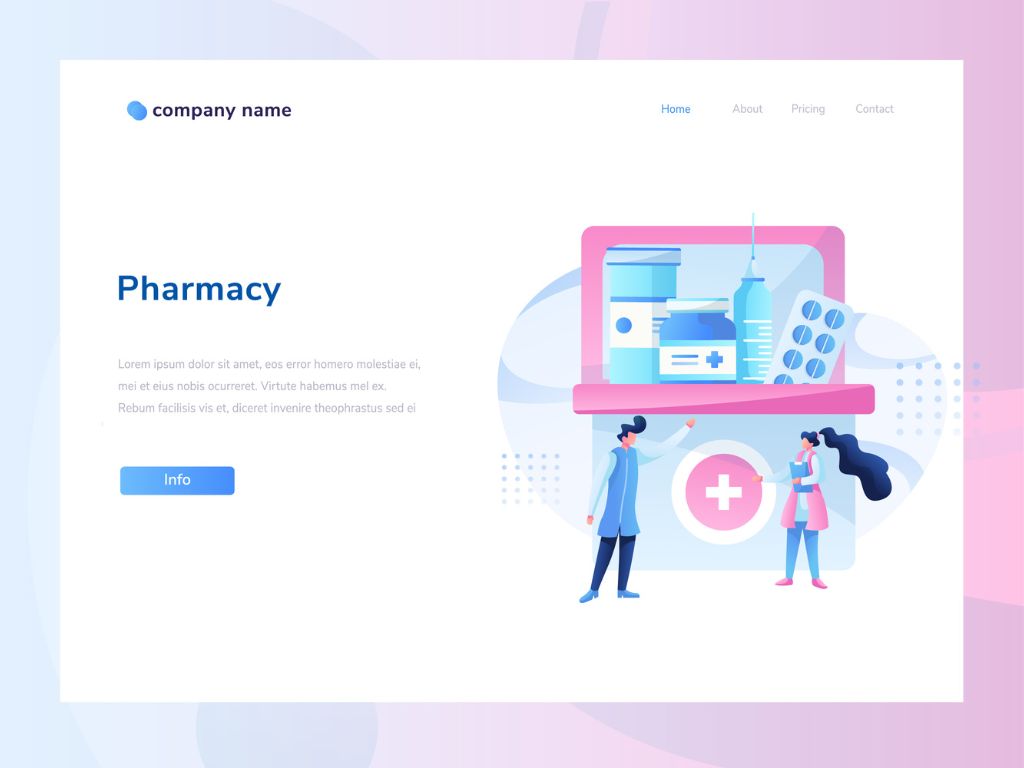 company name
Home About Pricing Contact
Pharmacy
Lorem ipsum dolor sit amet, eos error homero molestiae ei,
mei et eius nobis ocurreret. Virtute habemus mel ex.
Rebum facilisis vis et, diceret invenire theophrastus sed ei
Info